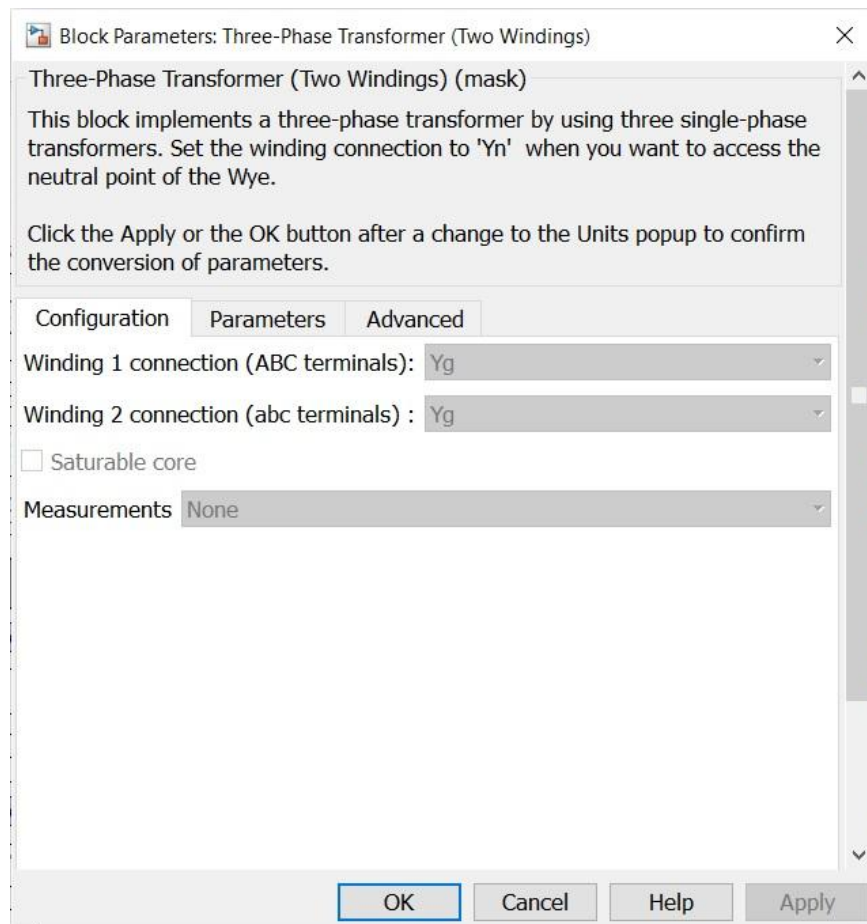 Block Parameters: Three-Phase Transformer (Two Windings)
Three-Phase Transformer (Two Windings) (mask)
This block implements a three-phase transformer by using three single-phase
transformers. Set the winding connection to 'Yn' when you want to access the
neutral point of the Wye.
Click the Apply or the OK button after a change to the Units popup to confirm
the conversion of parameters.
Configuration Parameters Advanced
Winding 1 connection (ABC terminals): Yg
Winding 2 connection (abc terminals) : Yg
Saturable core
Measurements None
OK Cancel Help Apply